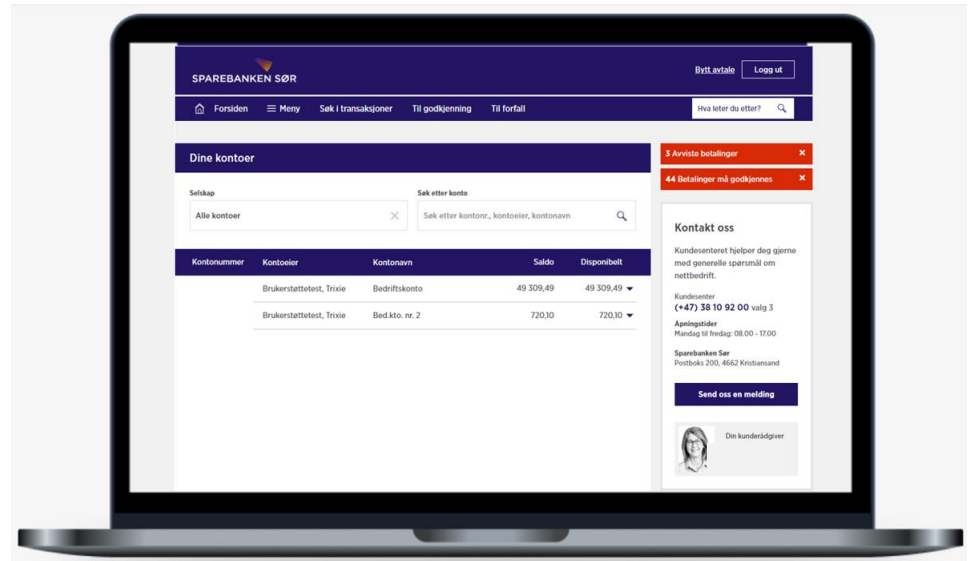 SPAREBANKEN SØR
Bytt avtale
Logg ut
Forsiden
Meny
Søk i transaksjoner
Til godkjenning
Til forfall
Hva leter du etter?
Dine kontoer
Selskap
Alle kontoer
Søk etter konto
Søk etter kontonr., kontoeier, kontonavn
Kontonummer Kontoeier Kontonavn Saldo Disponibelt
Brukerstøttetest, Trixie Bedriftskonto 49 309,49 49 309,49
Brukerstøttetest, Trixie Bed.kto. nr. 2 720,10 720,10
3 Avviste betalinger
44 Betalinger må godkjennes
Kontakt oss
Kundesenteret hjelper deg gjerne
med generelle spørsmål om
nettbedrift.
Kundesenter
(+47) 38 10 92 00 valg 3
Åpningstider
Mandag til fredag: 08.00 - 17.00
Sparebanken Sør
Postboks 200, 4662 Kristiansand
Send oss en melding
Din kunderådgiver